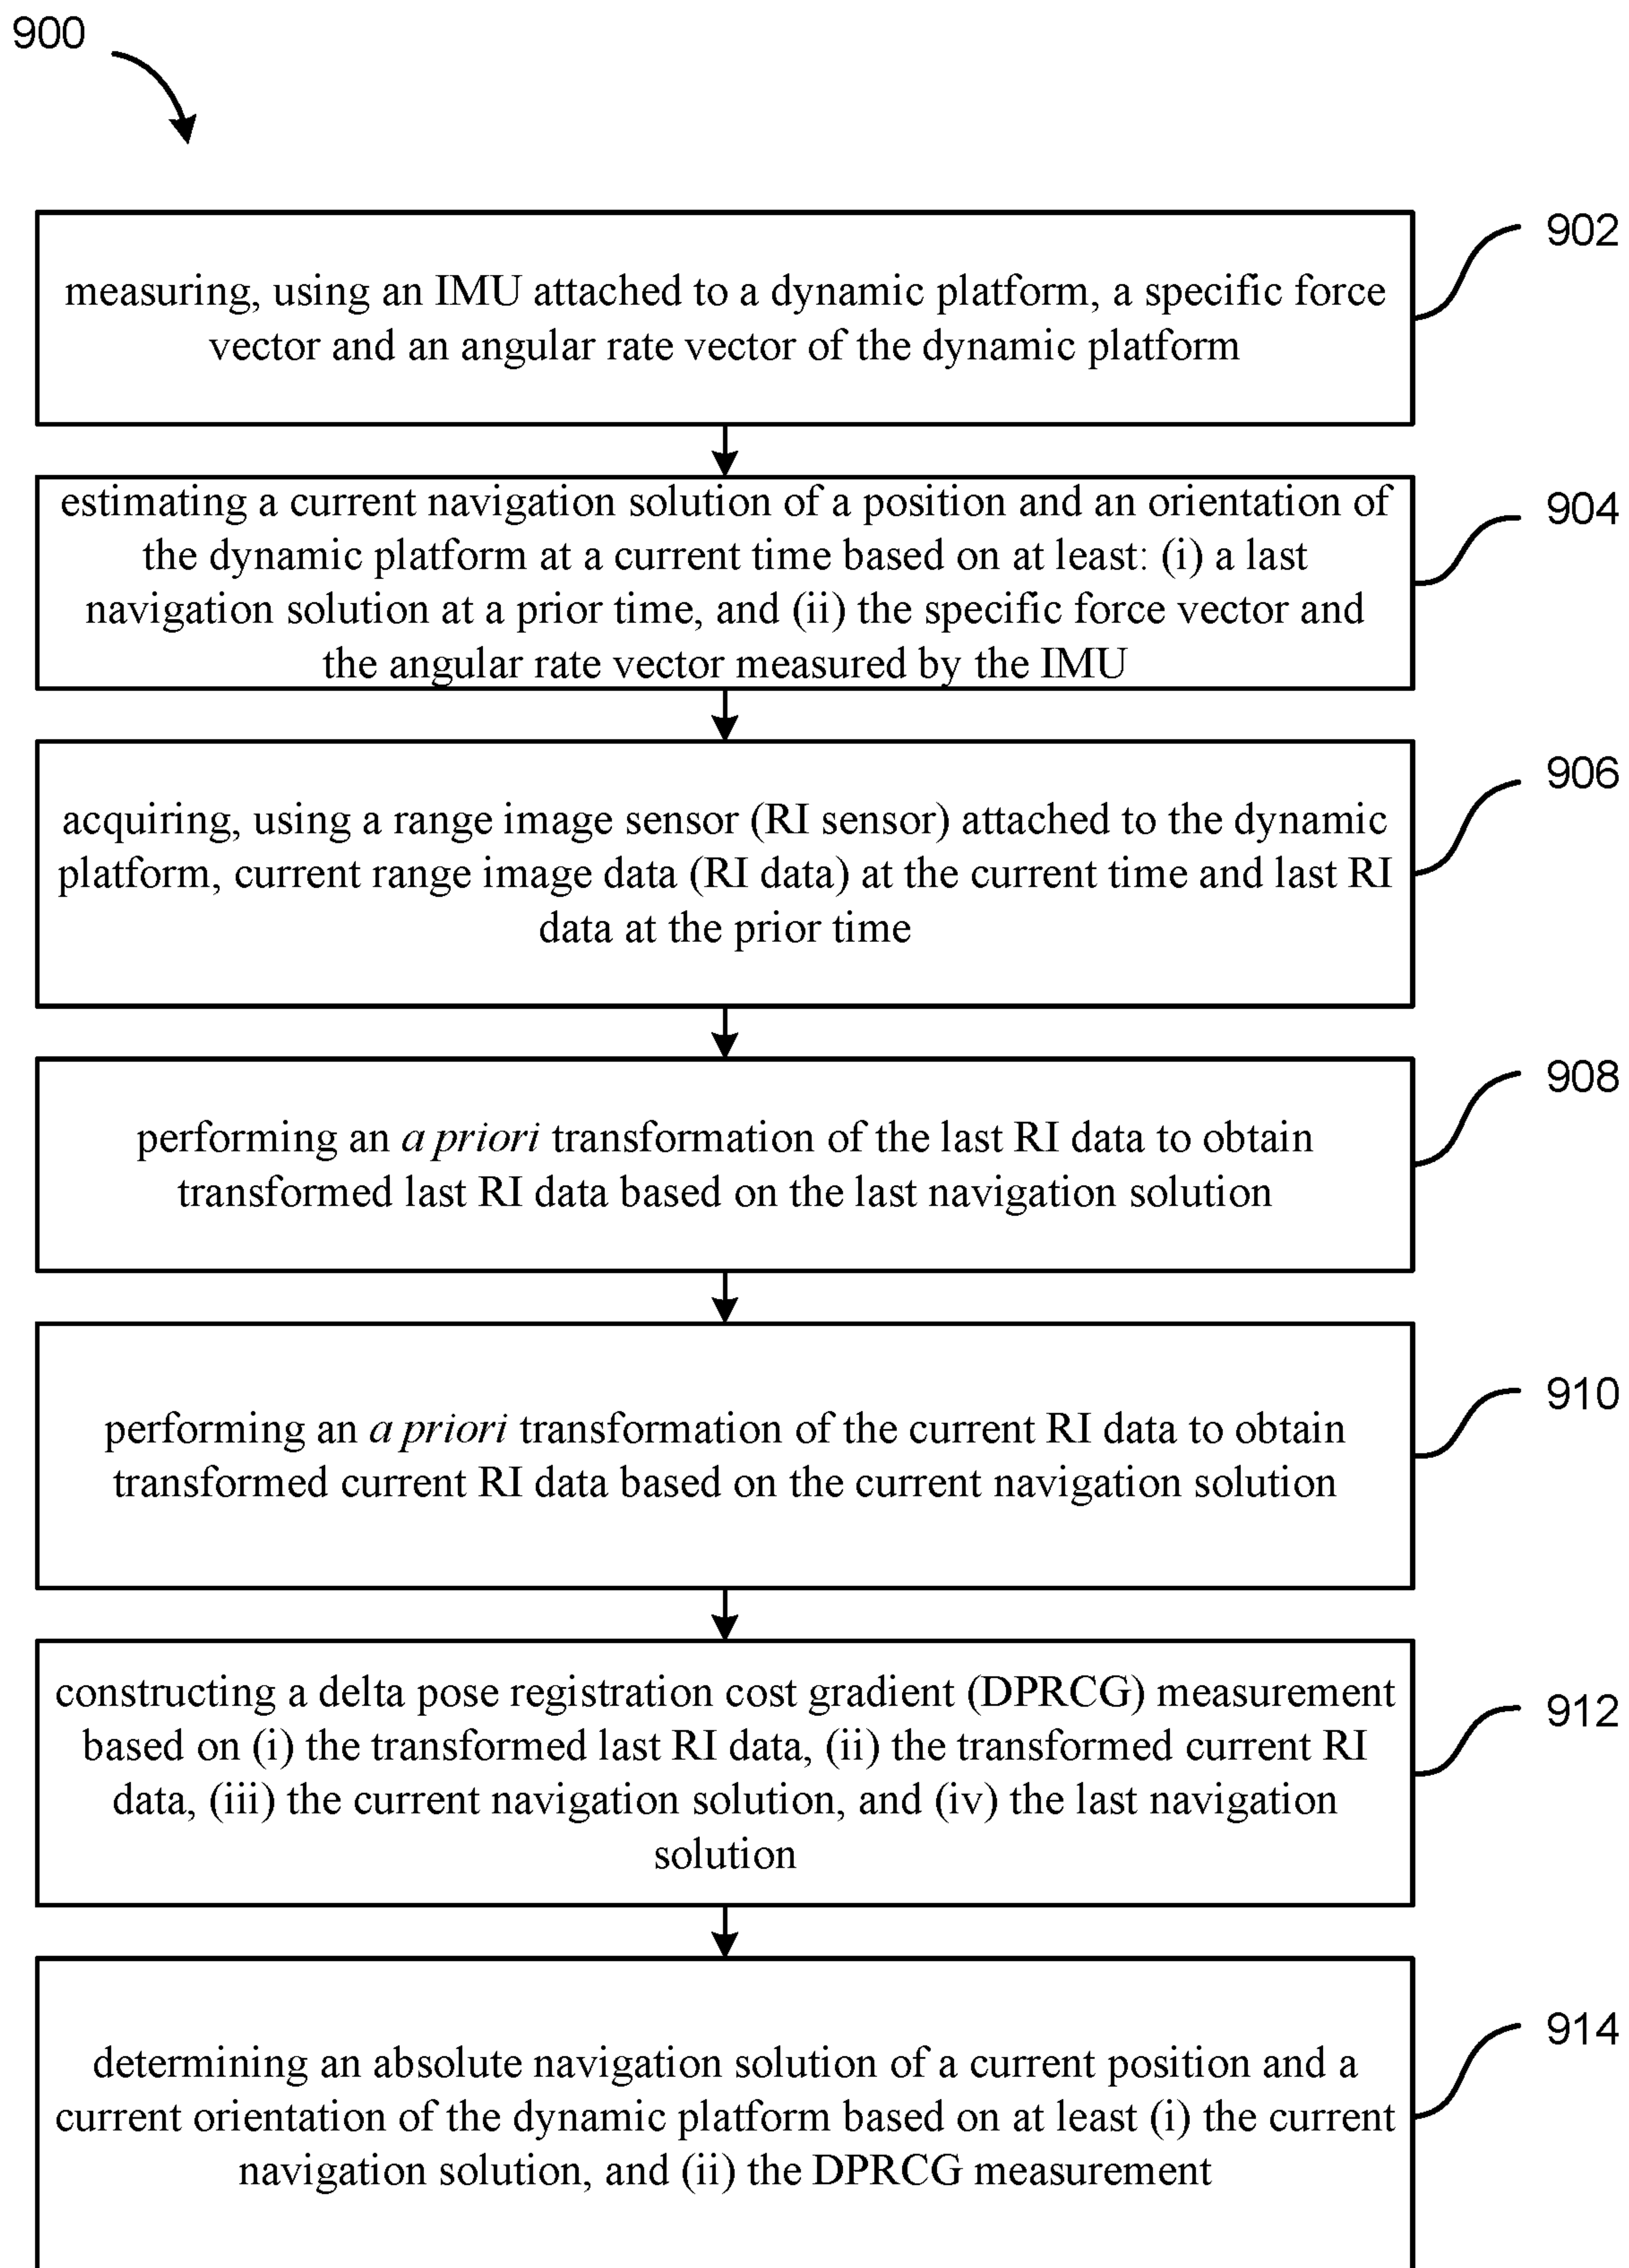 900
902
measuring, using an IMU attached to a dynamic platform, a specific force
vector and an angular rate vector of the dynamic platform
904
estimating a current navigation solution of a position and an orientation of
the dynamic platform at a current time based on at least: (i) a last
navigation solution at a prior time, and (ii) the specific force vector and
the angular rate vector measured by the IMU
906
acquiring, using a range image sensor (RI sensor) attached to the dynamic
platform, current range image data (RI data) at the current time and last RI
data at the prior time
908
performing an a priori transformation of the last RI data to obtain
transformed last RI data based on the last navigation solution
910
performing an a priori transformation of the current RI data to obtain
transformed current RI data based on the current navigation solution
912
constructing a delta pose registration cost gradient (DPRCG) measurement
based on (i) the transformed last RI data, (ii) the transformed current RI
data, (iii) the current navigation solution, and (iv) the last navigation
solution
914
determining an absolute navigation solution of a current position and a
current orientation of the dynamic platform based on at least (i) the current
navigation solution, and (ii) the DPRCG measurement